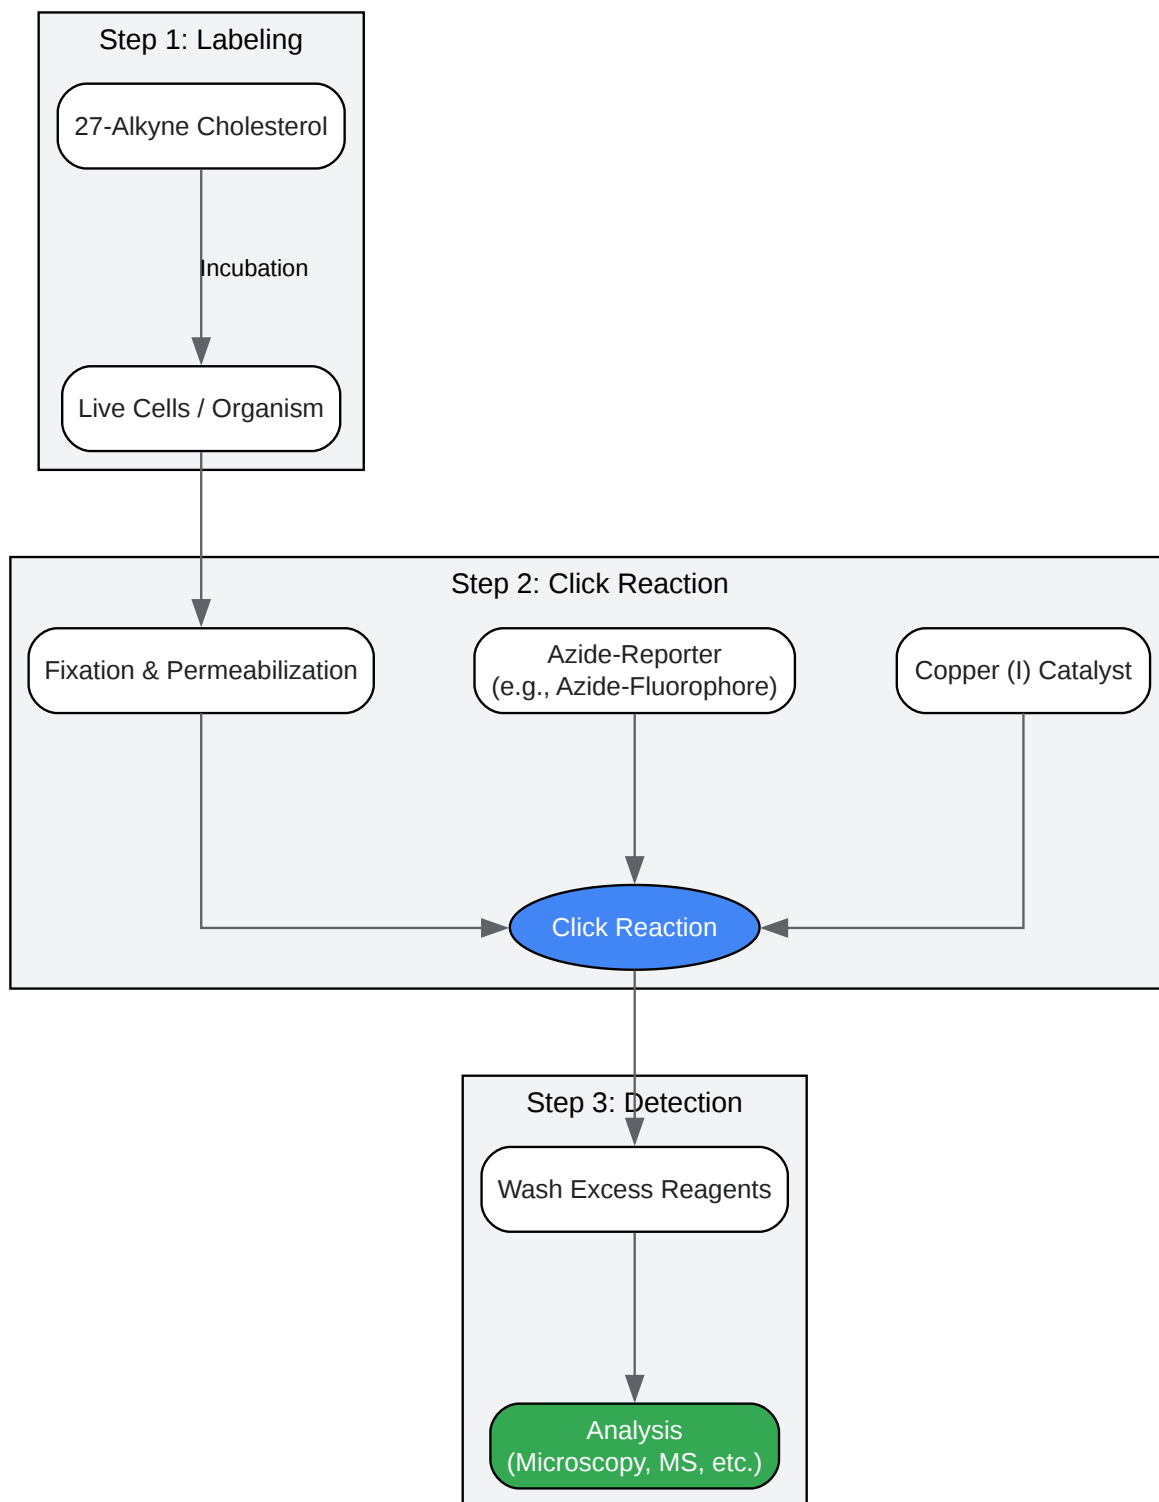 Step 1: Labeling
27-Alkyne Cholesterol
Incubation
Live Cells / Organism
Step 2: Click Reaction
Fixation & Permeabilization
Azide-Reporter
(e.g., Azide-Fluorophore)
Copper (I) Catalyst
Click Reaction
Step 3: Detection
Wash Excess Reagents
Analysis
(Microscopy, MS, etc.)